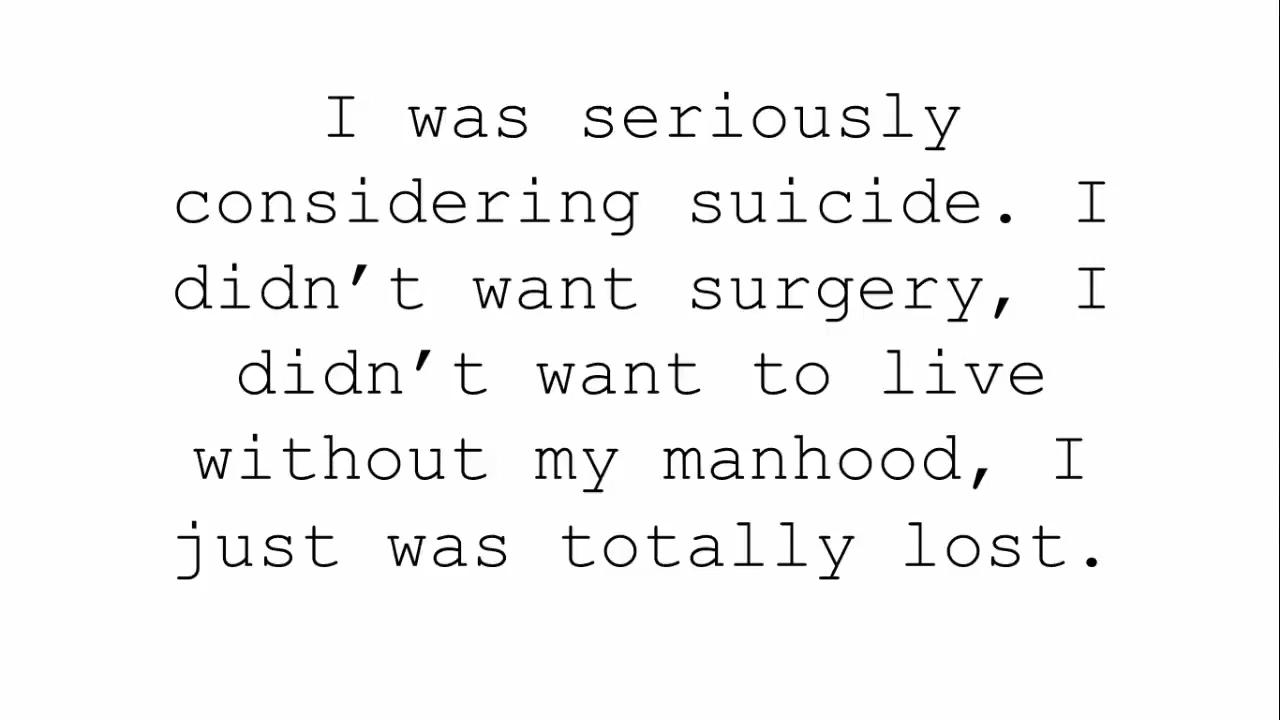 I was seriously
considering suicide. I
didn’t want surgery, I
didn’t want to live
without my manhood, I
just was totally lost.